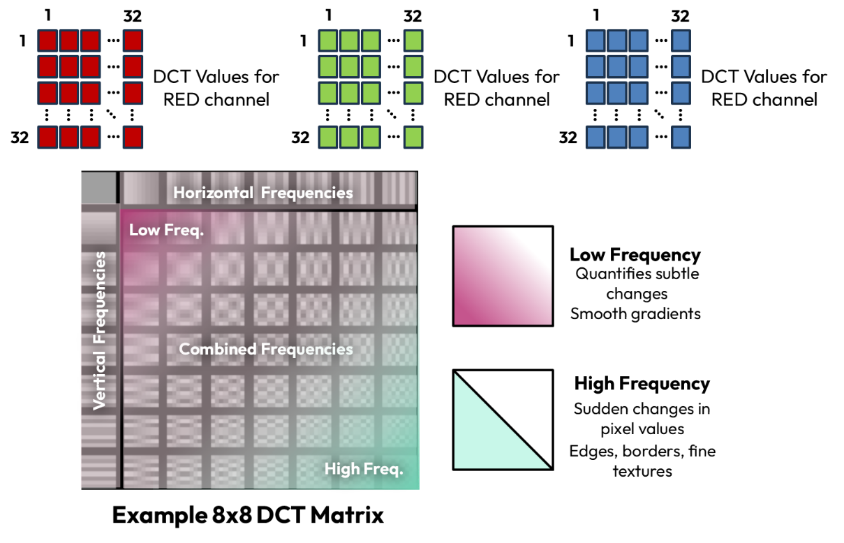 1 32
1
32
DCT Values for
RED channel
1 32
1
32
DCT Values for
RED channel
1 32
1
32
DCT Values for
RED channel
Horizontal Frequencies
Low Freq.
Vertical Frequencies
Combined Frequencies
High Freq.
Example 8x8 DCT Matrix
Low Frequency
Quantifies subtle
changes
Smooth gradients
High Frequency
Sudden changes in
pixel values
Edges, borders, fine
textures